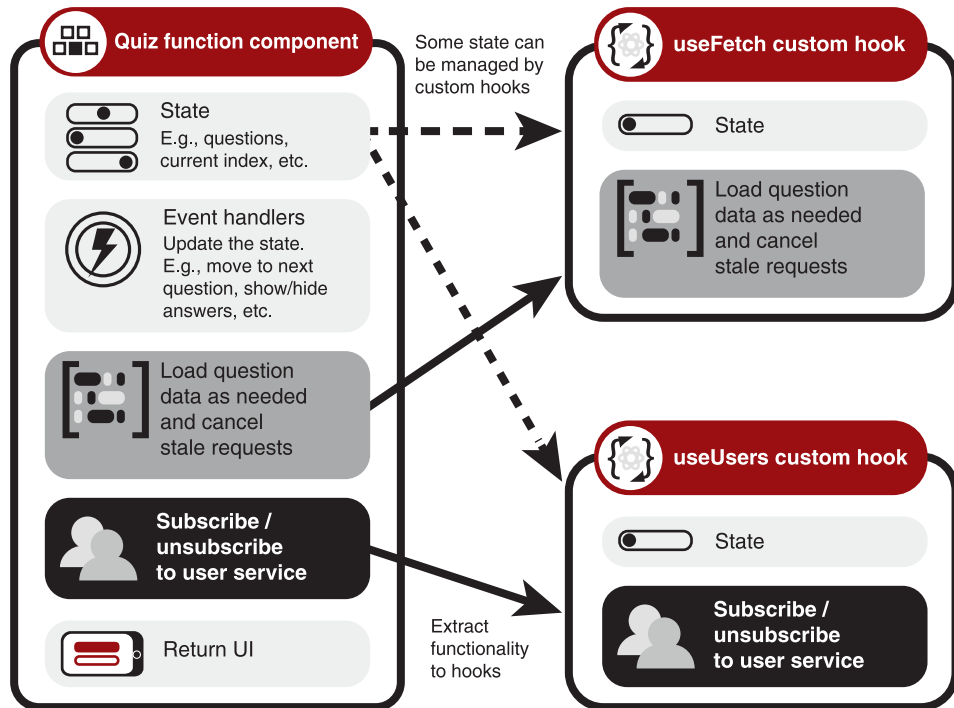 Quiz function component
State
E.g., questions,
current index, etc.
Event handlers
Update the state.
E.g., move to next
question, show/hide
answers, etc.
Load question
data as needed
and cancel
stale requests
Subscribe /
unsubscribe
to user service
Return UI
Some state can
be managed by
custom hooks
Extract
functionality
to hooks
useFetch custom hook
State
Load question
data as needed
and cancel
stale requests
useUsers custom hook
State
Subscribe /
unsubscribe
to user service